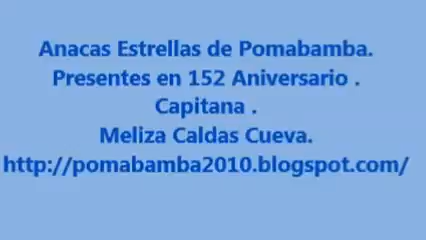 Anacas Estrellas de Pomabamba.
Presentes en 152 Aniversario .
Capitana .
Meliza Caldas Cueva.
http://pomabamba2010.blogspot.com/